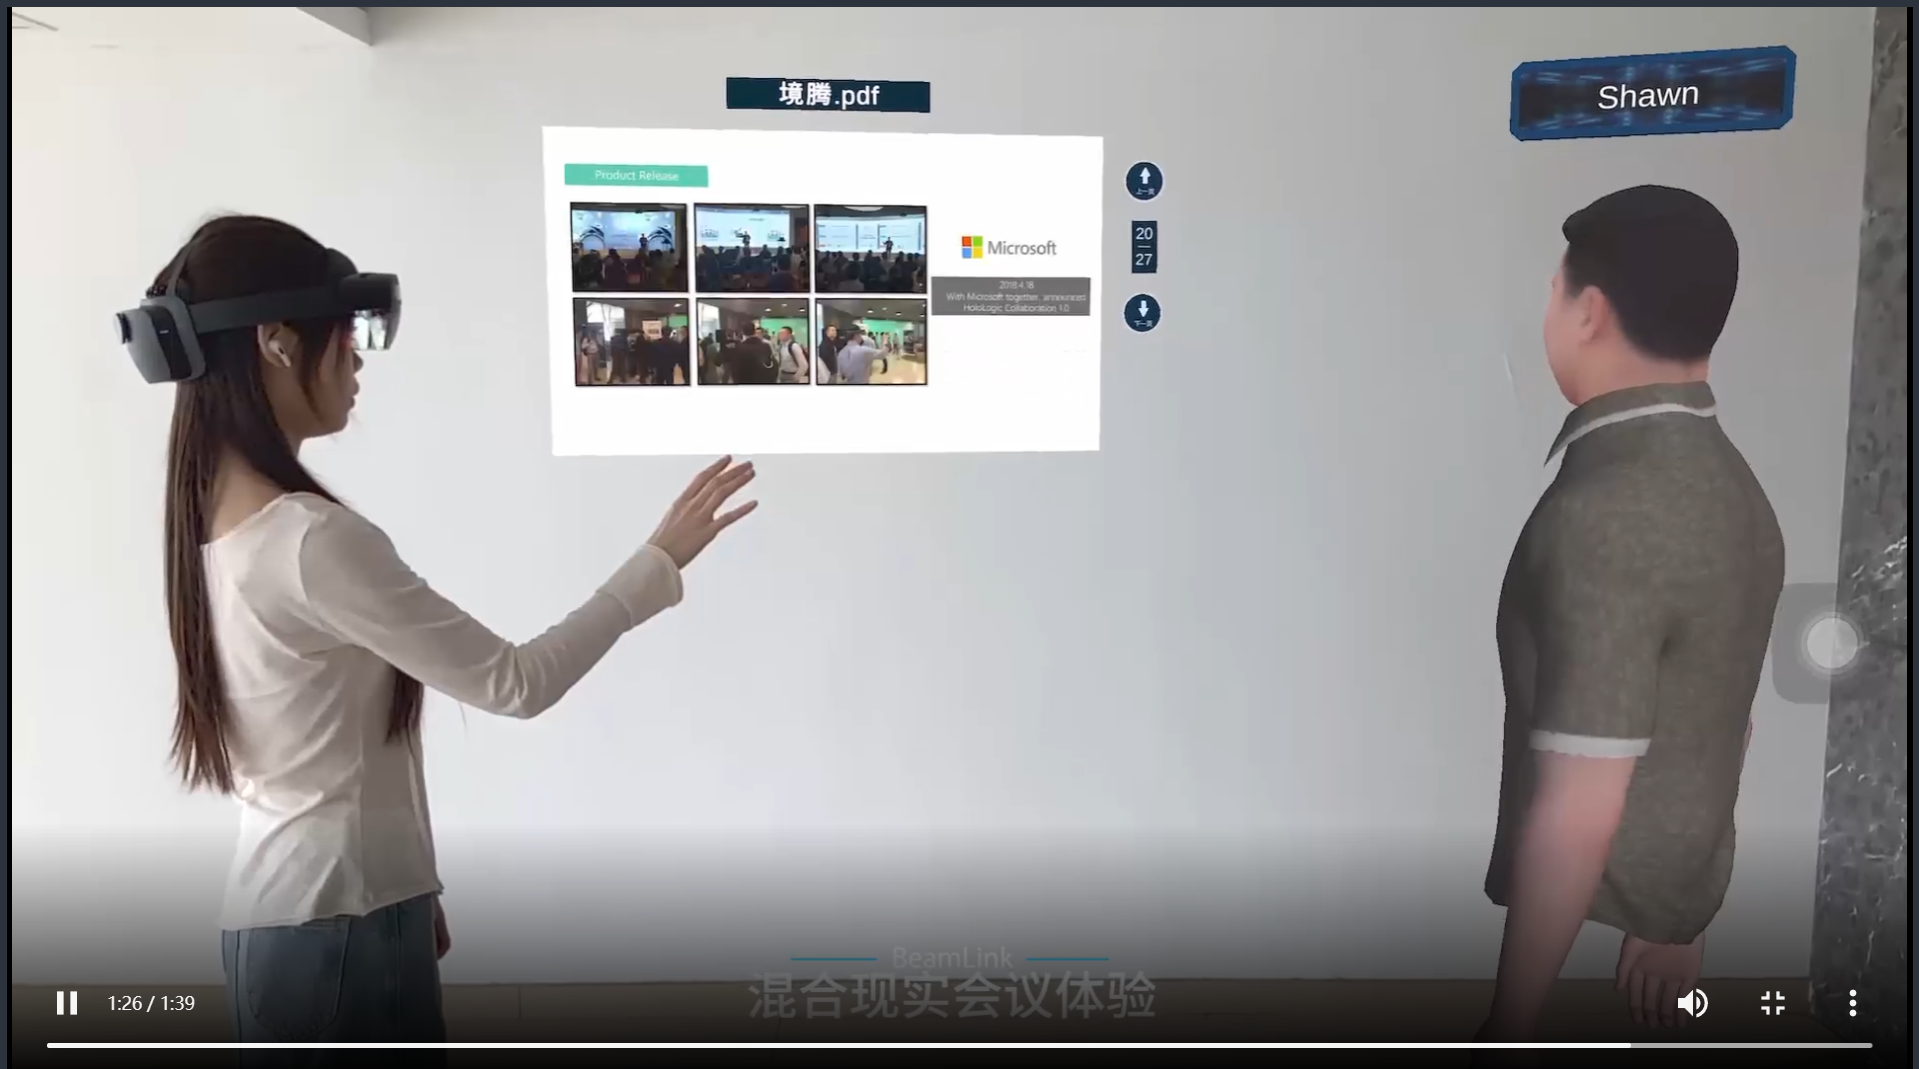 境腾.pdf
Shawn
Product Release
上一页
20
27
下一页
Microsoft
2018.4.18
With Microsoft together, announced
HoloLogic Collaboration 1.0
BeamLink
混合现实会议体验
1:26 / 1:39